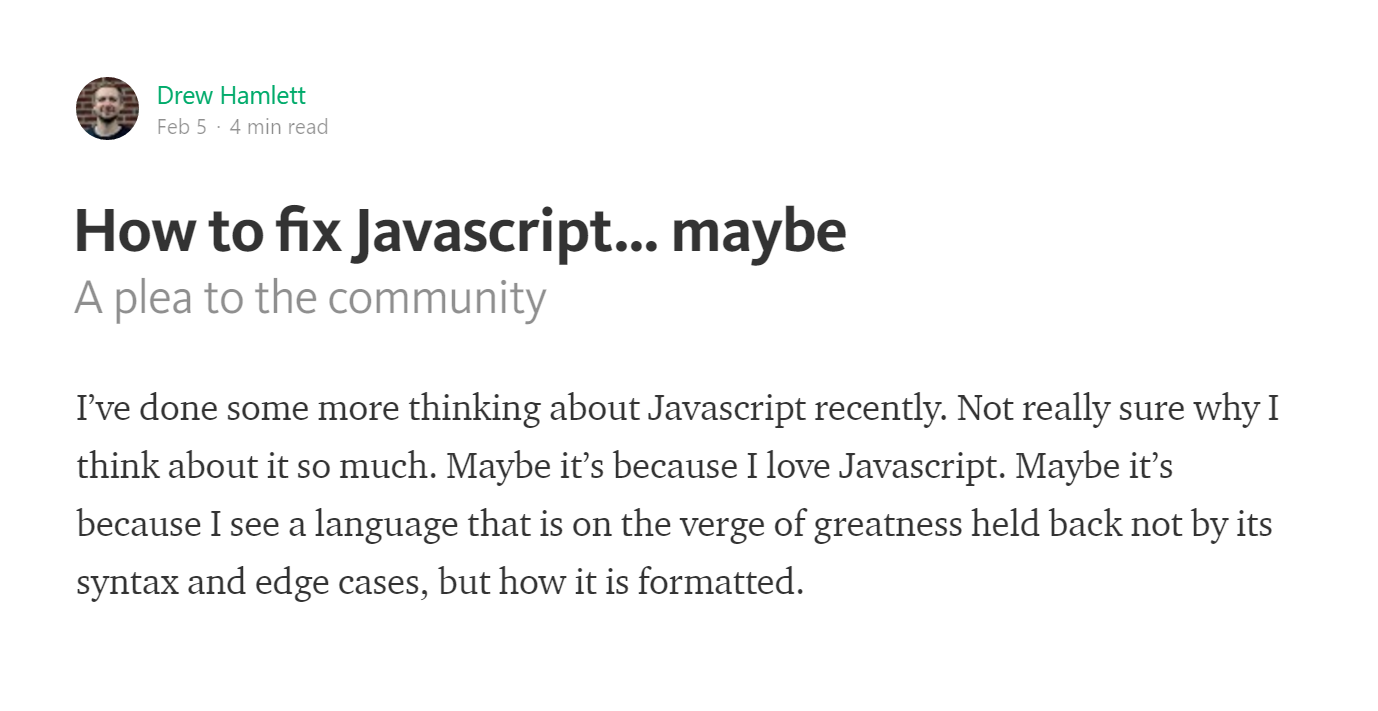 Drew Hamlett
Feb 5 · 4 min read
How to fix Javascript... maybe
A plea to the community
I’ve done some more thinking about Javascript recently. Not really sure why I
think about it so much. Maybe it’s because I love Javascript. Maybe it’s
because I see a language that is on the verge of greatness held back not by its
syntax and edge cases, but how it is formatted.